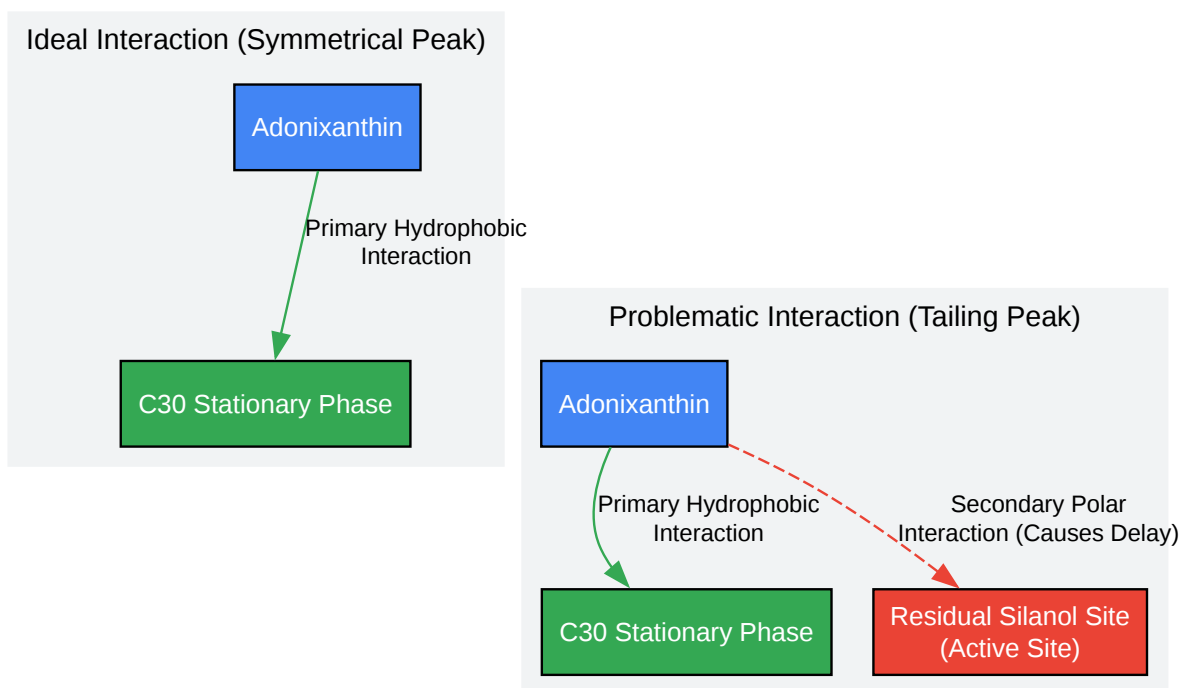 Ideal Interaction (Symmetrical Peak)
Adonixanthin
Primary Hydrophobic
Interaction
C30 Stationary Phase
Problematic Interaction (Tailing Peak)
Adonixanthin
Primary Hydrophobic
Interaction
Secondary Polar
Interaction (Causes Delay)
C30 Stationary Phase
Residual Silanol Site
(Active Site)